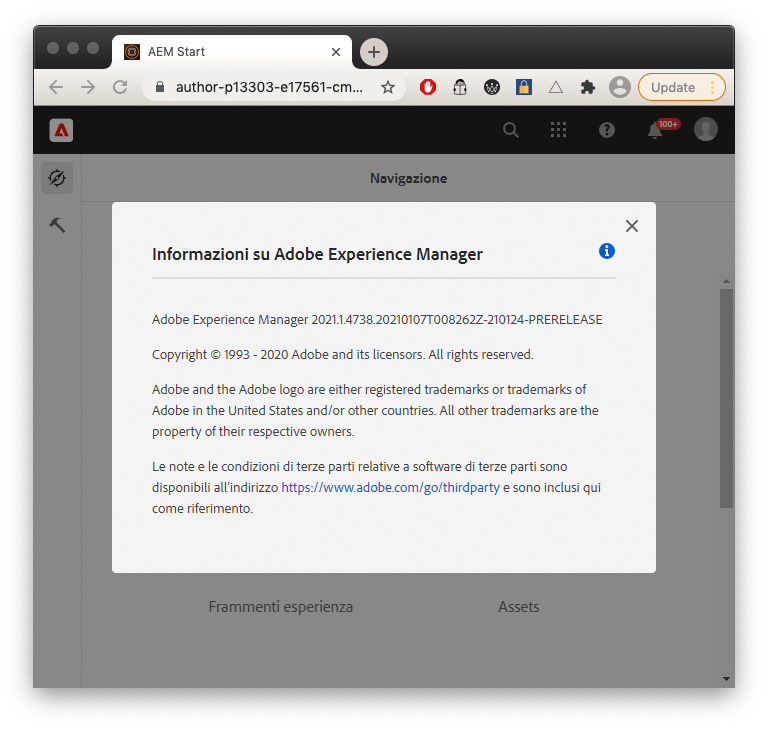 AEM Start
author-p13303-e17561-cm...
Update
100+
Navigazione
Informazioni su Adobe Experience Manager
Adobe Experience Manager 2021.1.4738.20210107T008262Z-210124-PRERELEASE
Copyright © 1993 - 2020 Adobe and its licensors. All rights reserved.
Adobe and the Adobe logo are either registered trademarks or trademarks of
Adobe in the United States and/or other countries. All other trademarks are the
property of their respective owners.
Le note e le condizioni di terze parti relative a software di terze parti sono
disponibili all'indirizzo https://www.adobe.com/go/thirdparty e sono inclusi qui
come riferimento.
Frammenti esperienza
Assets